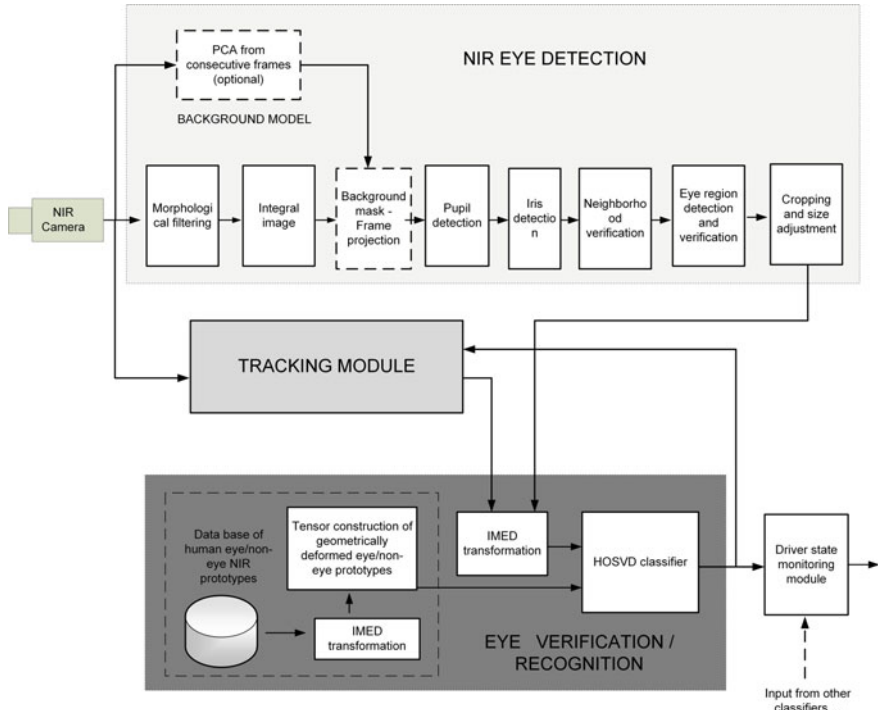 PCA from
consecutive frames
(optional)
NIR EYE DETECTION
BACKGROUND MODEL
NIR
Camera
Morphologi
cal filtering
Integral
image
Background
mask -
Frame
projection
Pupil
detection
Iris
detectio
n
Neighborho
od
verification
Eye region
detection
and
verification
Cropping
and size
adjustment
TRACKING MODULE
Data base of
human eye/non-
eye NIR
prototypes
Tensor construction of
geometrically
deformed eye/non-
eye prototypes
IMED
transformation
IMED
transformation
HOSVD classifier
Driver state
monitoring
module
EYE VERIFICATION /
RECOGNITION
Input from other
classifiers